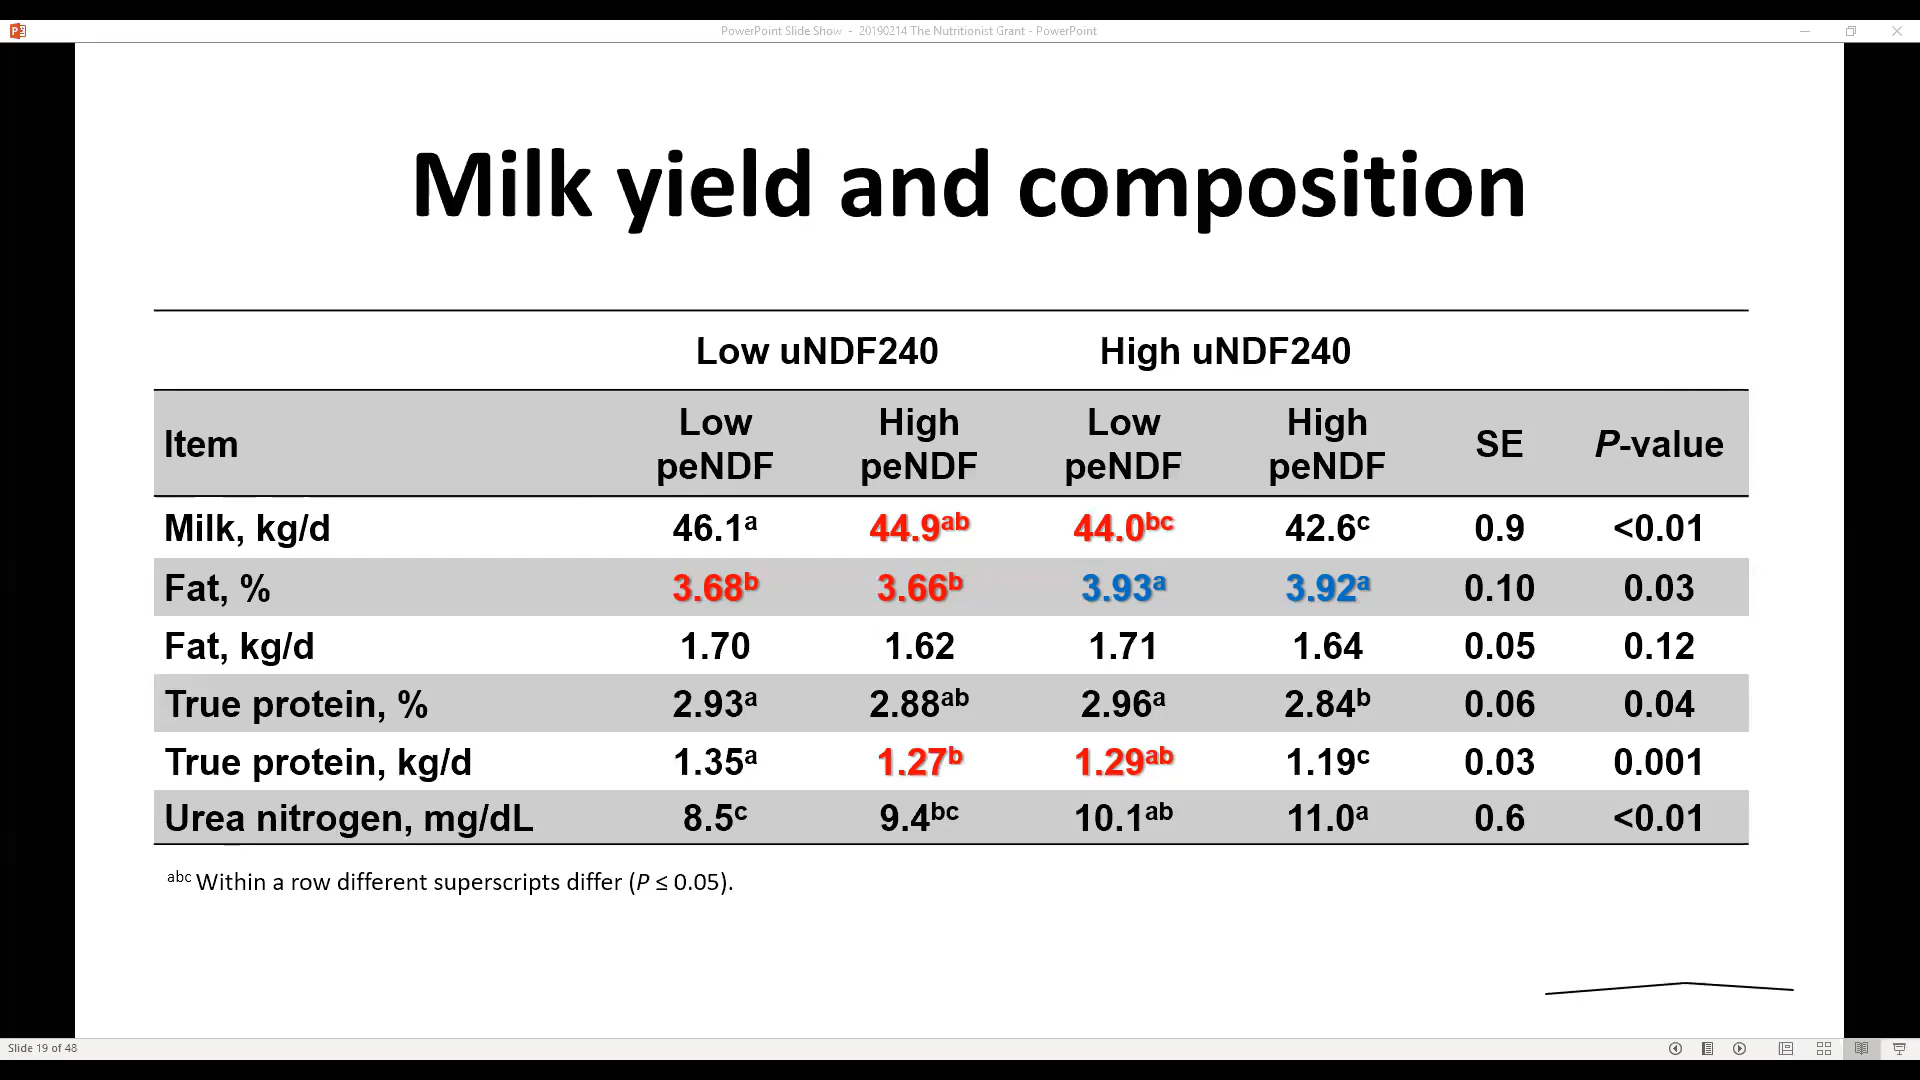 PowerPoint Slide Show - 20190214 The Nutritionist Grant - PowerPoint
Milk yield and composition
Low uNDF240 High uNDF240
Item Low peNDF High peNDF Low peNDF High peNDF SE P-value
Milk, kg/d 46.1a 44.9ab 44.0bc 42.6c 0.9 <0.01
Fat, % 3.68b 3.66b 3.93a 3.92a 0.10 0.03
Fat, kg/d 1.70 1.62 1.71 1.64 0.05 0.12
True protein, % 2.93a 2.88ab 2.96a 2.84b 0.06 0.04
True protein, kg/d 1.35a 1.27b 1.29ab 1.19c 0.03 0.001
Urea nitrogen, mg/dL 8.5c 9.4bc 10.1ab 11.0a 0.6 <0.01
abc Within a row different superscripts differ (P ≤ 0.05).
Slide 19 of 48